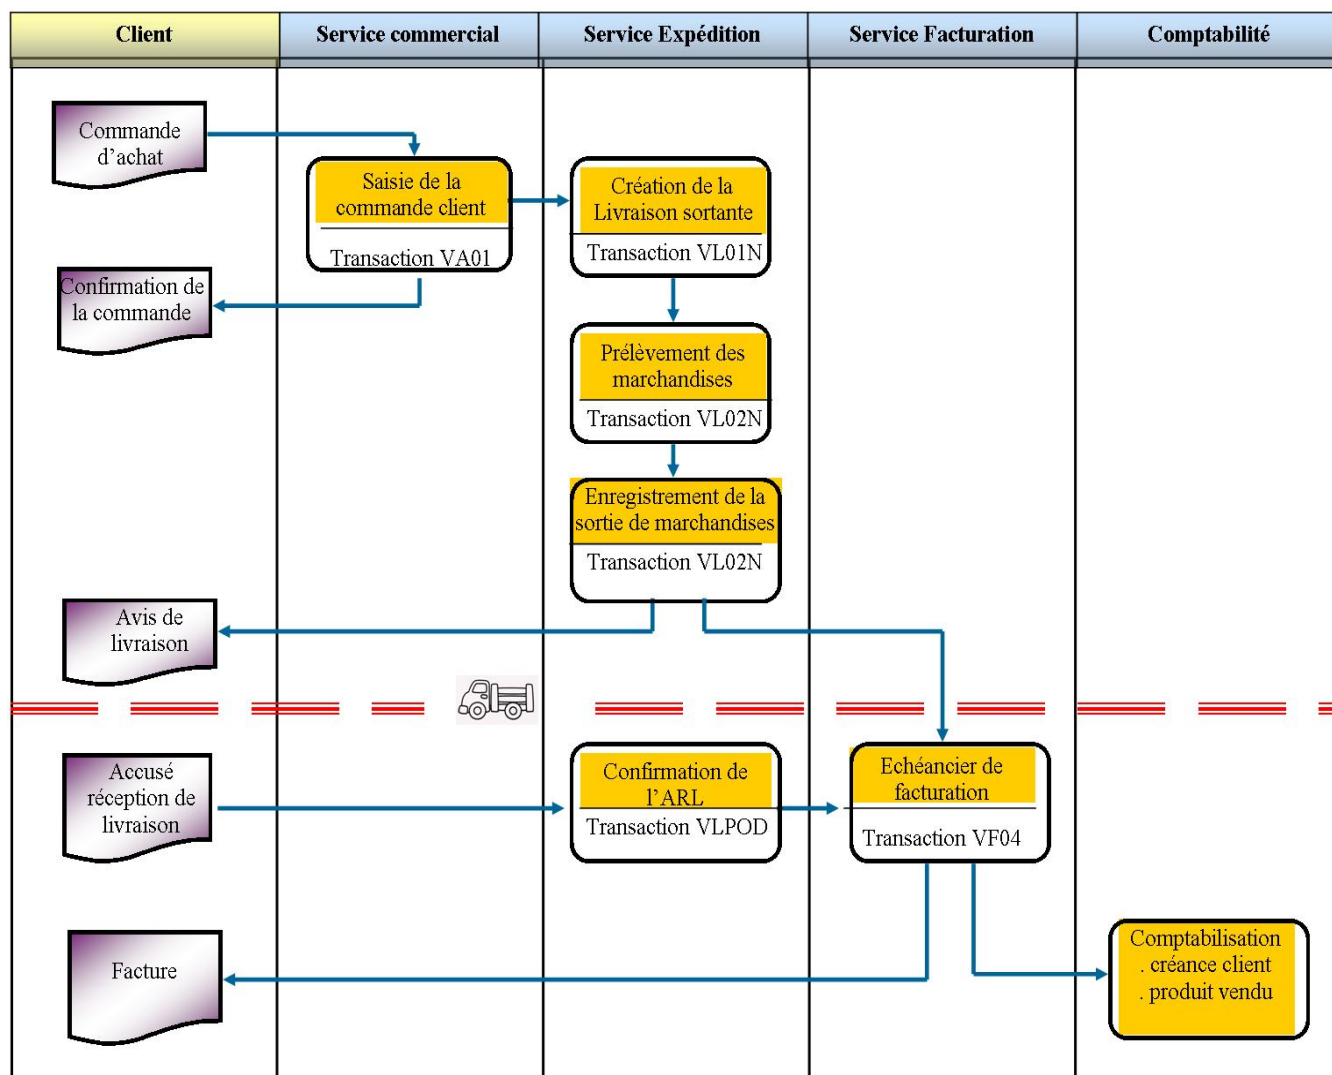 Client
Service commercial
Service Expédition
Service Facturation
Comptabilité
Commande
d’achat
Saisie de la
commande client
Transaction VA01
Création de la
Livraison sortante
Transaction VL01N
Confirmation de
la commande
Prélèvement des
marchandises
Transaction VL02N
Enregistrement de la
sortie de marchandises
Transaction VL02N
Avis de
livraison
Accusé
réception de
livraison
Confirmation de
l’ARL
Transaction VLPOD
Echéancier de
facturation
Transaction VF04
Facture
Comptabilisation
. créance client
. produit vendu